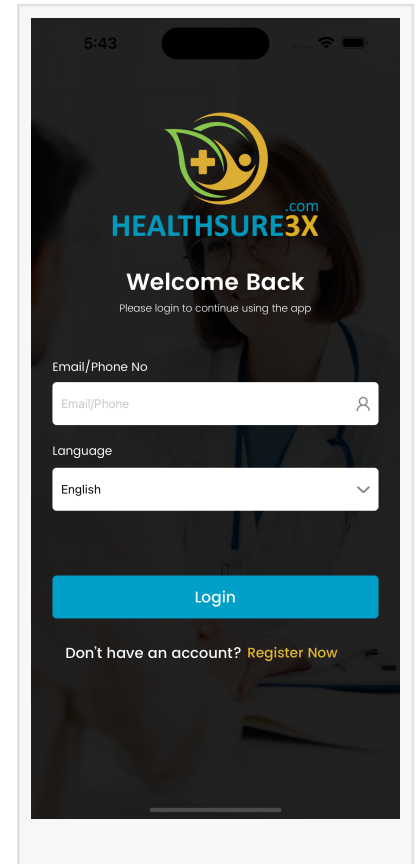 5:43
.com
HEALTHSURE3X
Welcome Back
Please login to continue using the app
Email/Phone No
Email/Phone
Language
English
Login
Don't have an account? Register Now